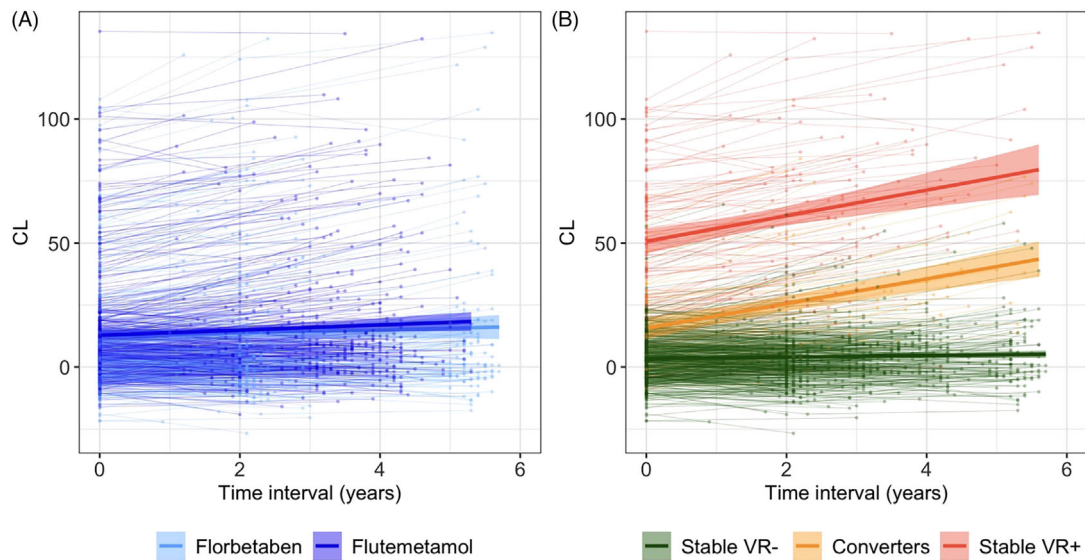 (A)
CL
100
50
0
0
2
4
6
Time interval (years)
Florbetaben
Flutemetamol
(B)
CL
100
50
0
0
2
4
6
Time interval (years)
Stable VR-
Converters
Stable VR+